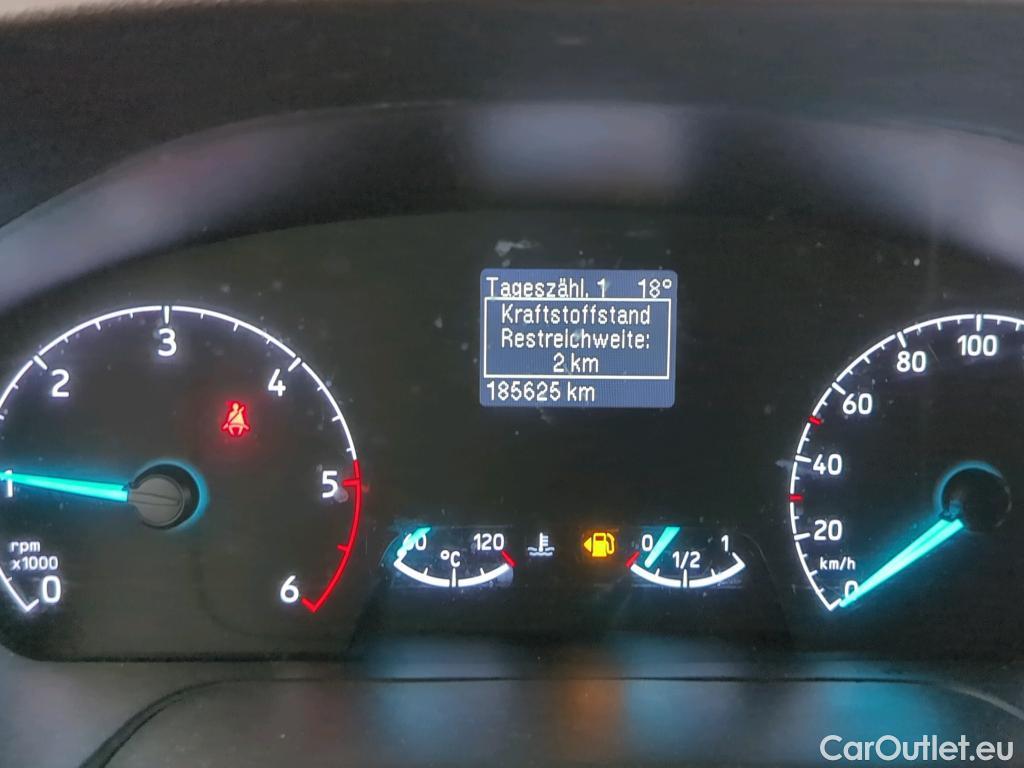 Tageszähl. 1 18°
Kraftstoffstand
Restreichweite:
2 km
185625 km
3
2
4
1
5
rpm
x1000
0
6
60
120
°C
0
1/2
1
100
80
60
40
20
km/h
0
CarOutlet.eu